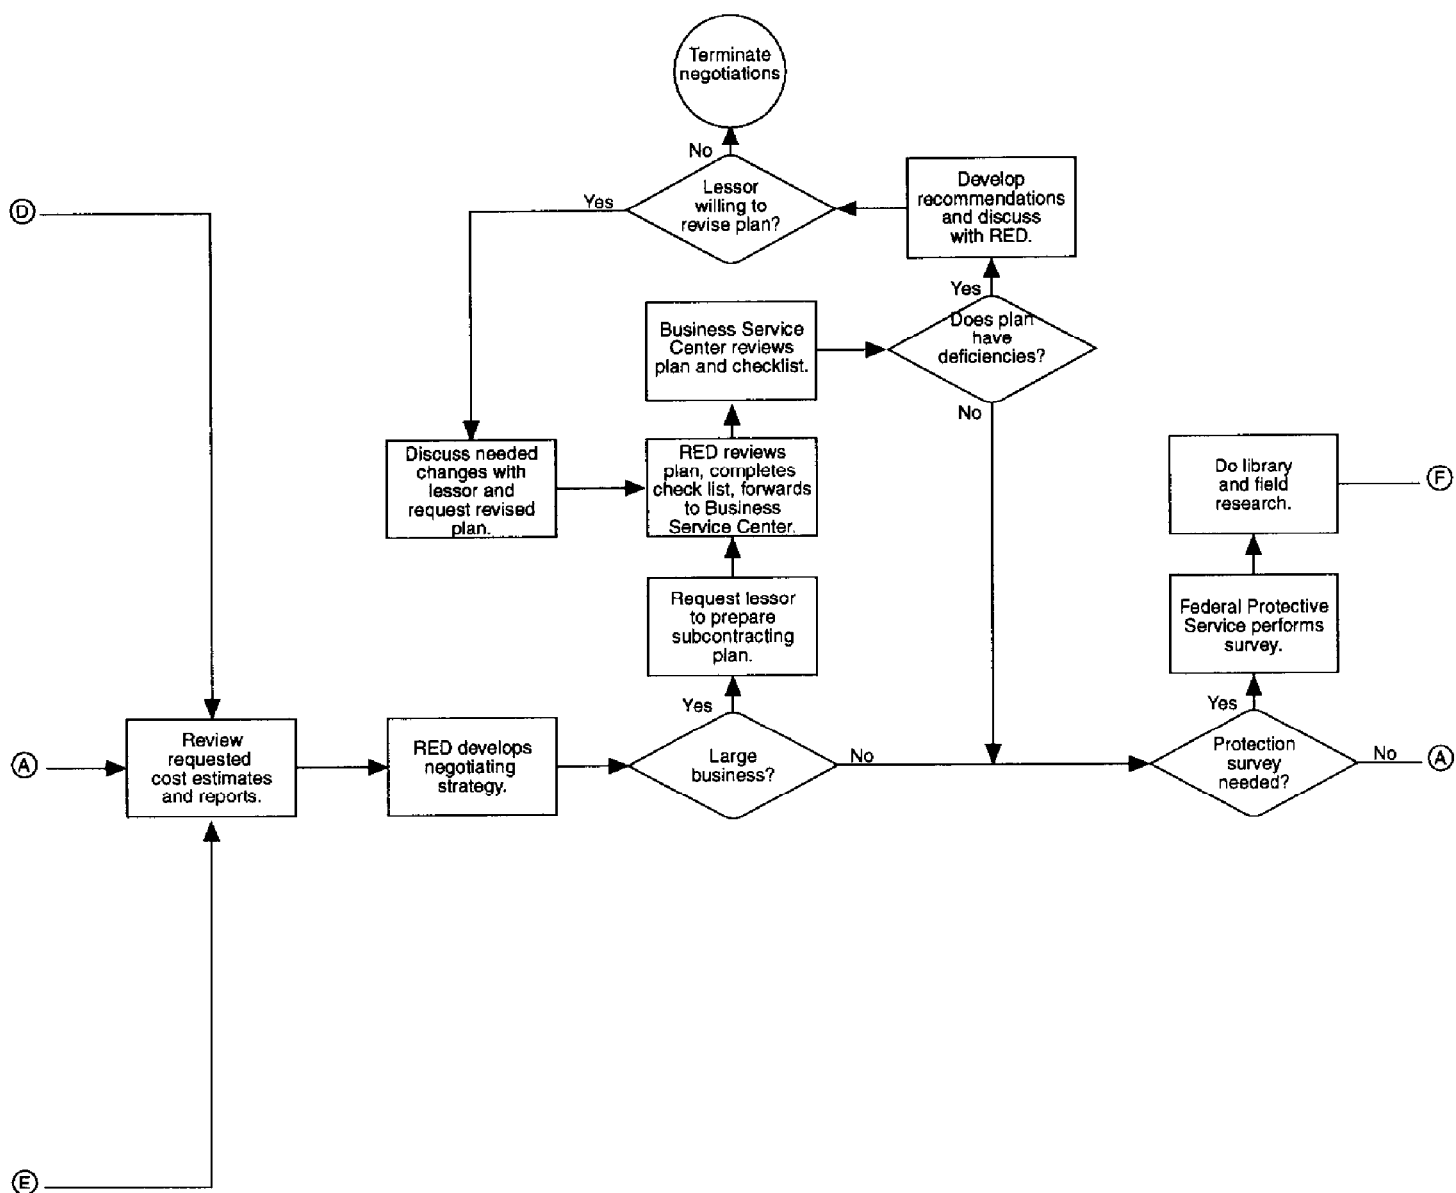 Terminate
negotiations
No
Lessor
willing to
revise plan?
Yes
Develop
recommendations
and discuss
with RED.
D
Yes
Does plan
have
deficiencies?
No
Business Service
Center reviews
plan and checklist.
Discuss needed
changes with
lessor and
request revised
plan.
RED reviews
plan, completes
check list, forwards
to Business
Service Center.
Do library
and field
research.
F
Request lessor
to prepare
subcontracting
plan.
Federal Protective
Service performs
survey.
Yes
Yes
A
Review
requested
cost estimates
and reports.
RED develops
negotiating
strategy.
Large
business?
No
Protection
survey
needed?
No
A
E